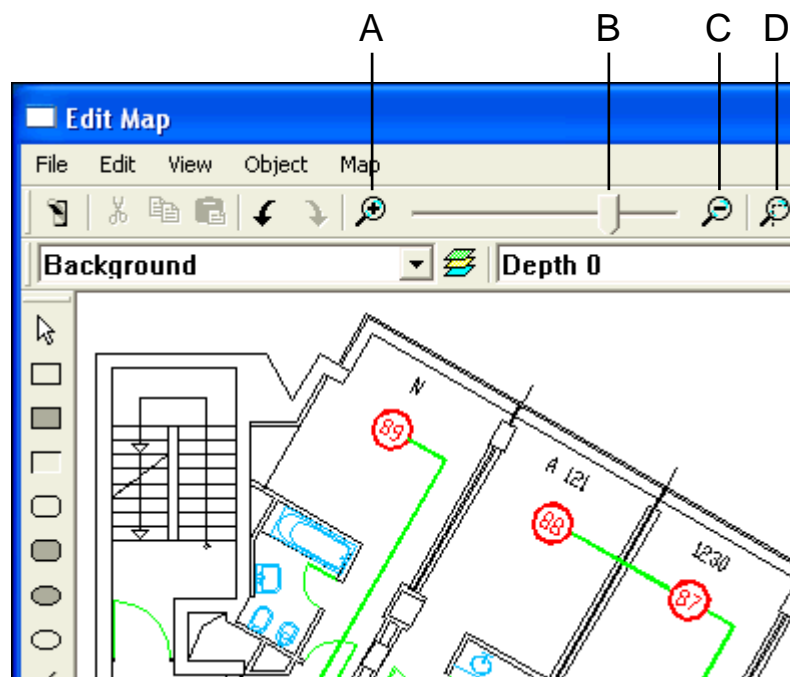 A B C D
Edit Map
File Edit View Object Map
Background Depth 0
N
89
A 121
88
1230
87